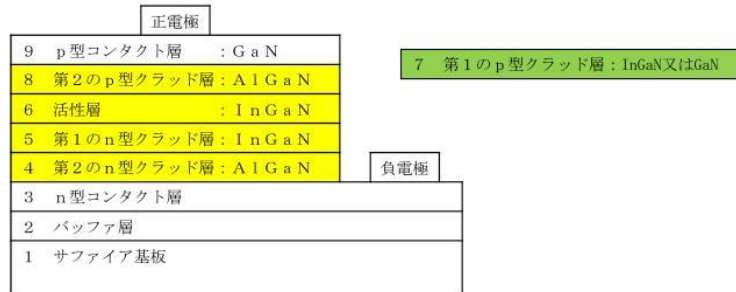 正電極
9 p型コンタクト層 :GaN
7 第1のp型クラッド層:InGaN又はGaN
8 第2のp型クラッド層:AlGaN
6 活性層 :InGaN
5 第1のn型クラッド層:InGaN
4 第2のn型クラッド層:AlGaN
負電極
3 n型コンタクト層
2 バッファ層
1 サファイア基板